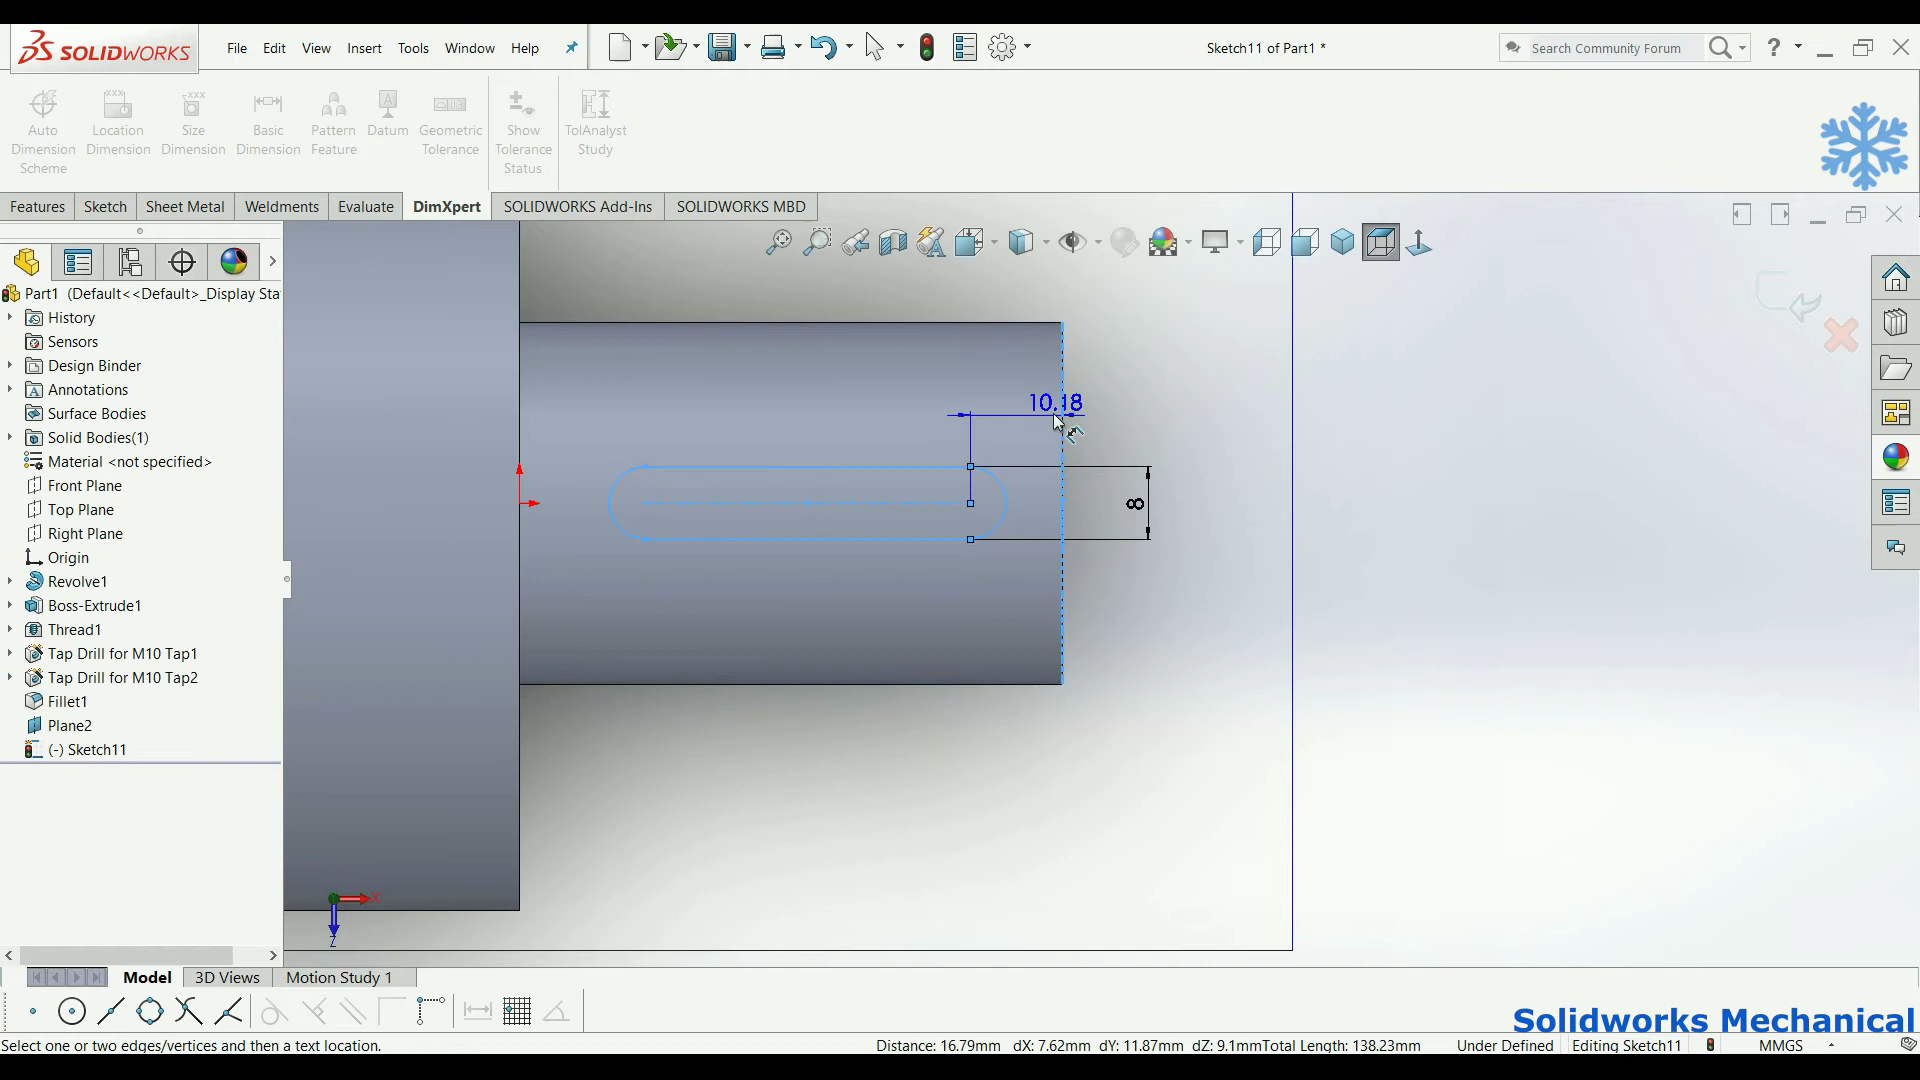 SOLIDWORKS File Edit View Insert Tools Window Help Sketch11 of Part1 * Search Community Forum
Auto Dimension Scheme
Location Dimension
Size Dimension
Basic Dimension
Pattern Feature
Datum
Geometric Tolerance
Show Tolerance Status
TolAnalyst Study
Features Sketch Sheet Metal Weldments Evaluate DimXpert SOLIDWORKS Add-Ins SOLIDWORKS MBD
Part1 (Default<<Default>_Display Sta
History
Sensors
Design Binder
Annotations
Surface Bodies
Solid Bodies(1)
Material <not specified>
Front Plane
Top Plane
Right Plane
Origin
Revolve1
Boss-Extrude1
Thread1
Tap Drill for M10 Tap1
Tap Drill for M10 Tap2
Fillet1
Plane2
(-) Sketch11
10.18
8
X
Z
Model 3D Views Motion Study 1
Solidworks Mechanical
Select one or two edges/vertices and then a text location. Distance: 16.79mm dX: 7.62mm dY: 11.87mm dZ: 9.1mmTotal Length: 138.23mm Under Defined Editing Sketch11 MMGS